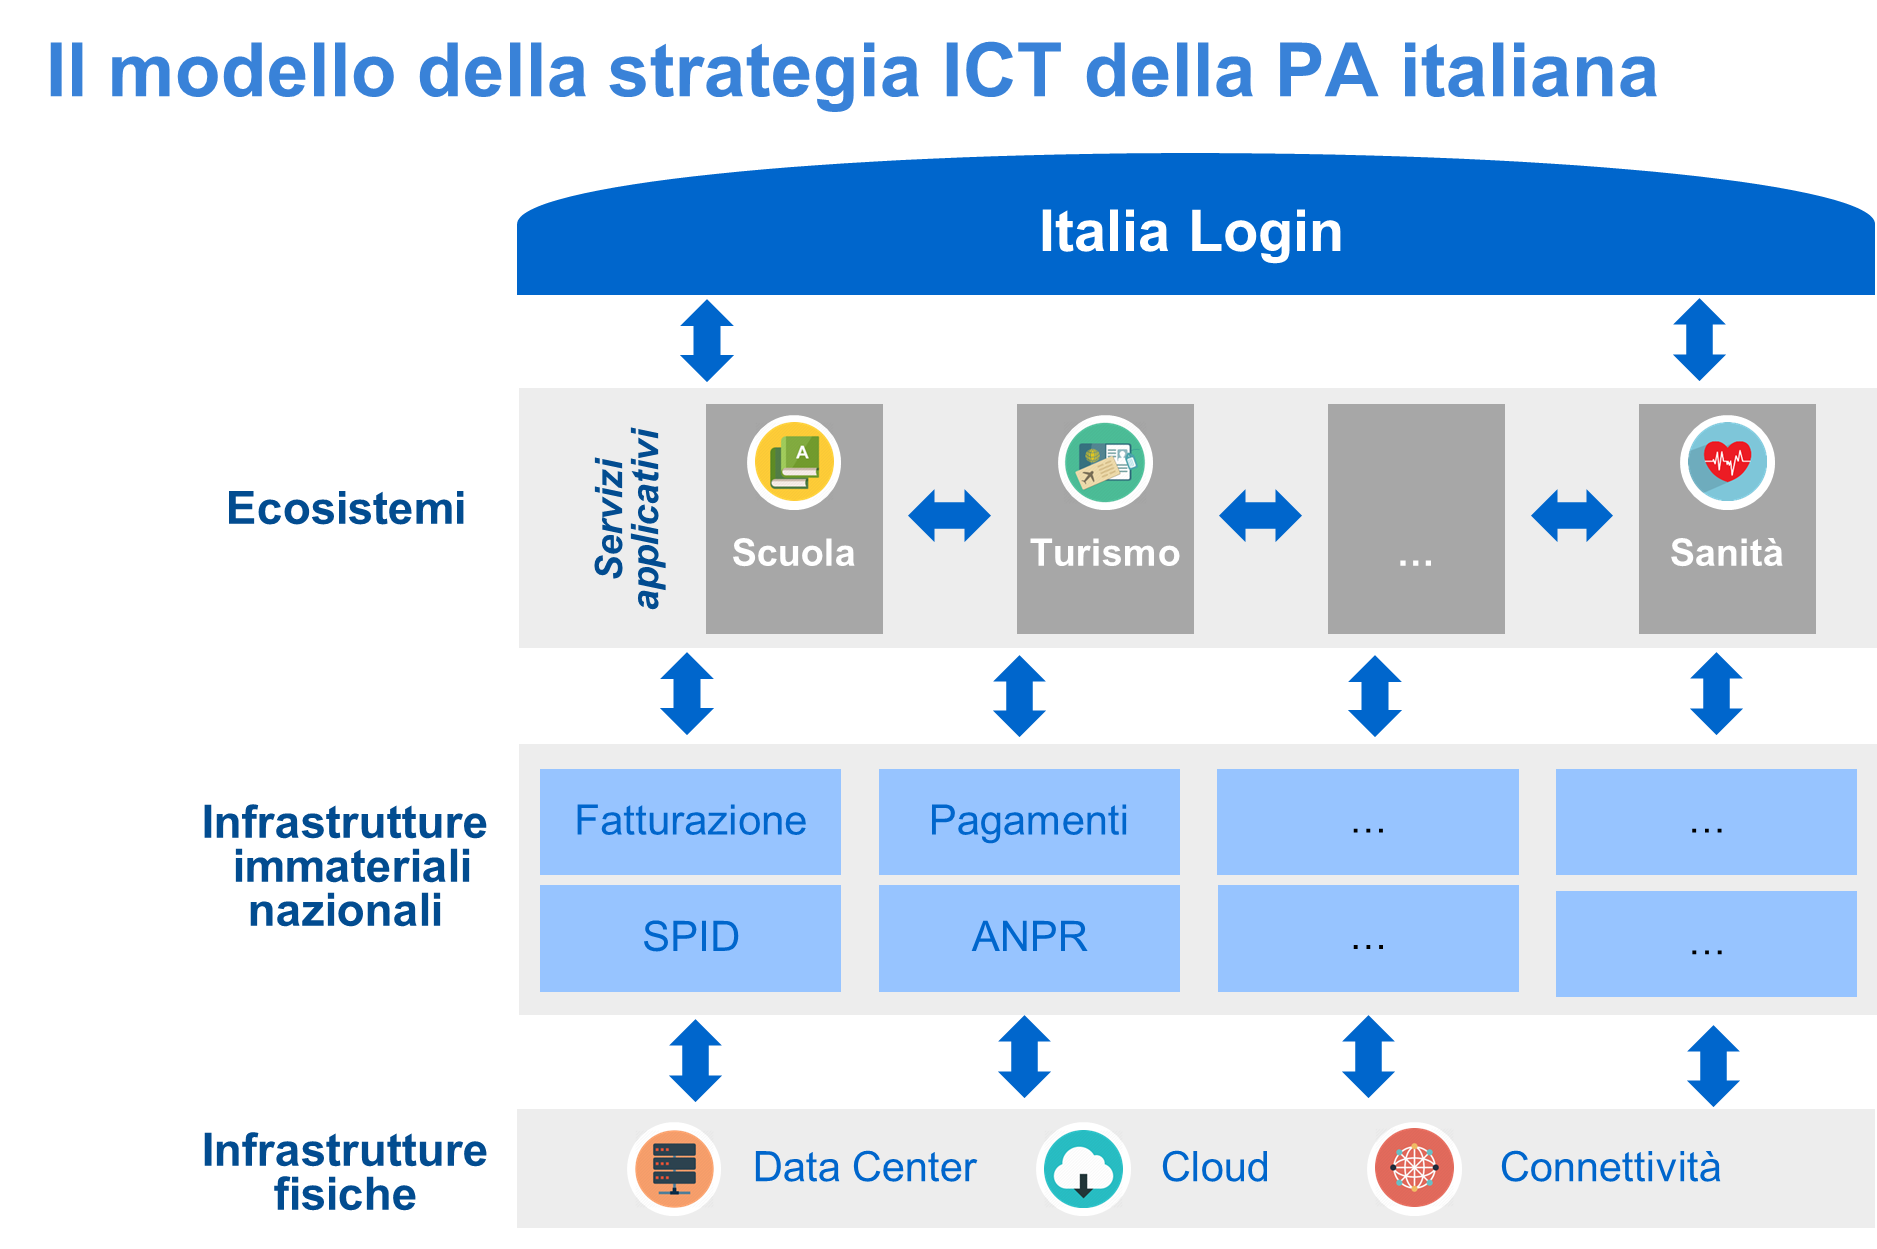 Il modello della strategia ICT della PA italiana
Italia Login
Ecosistemi
Servizi
applicativi
A
Scuola
Turismo
...
Sanità
Infrastrutture
immateriali
nazionali
Fatturazione
Pagamenti
...
...
SPID
ANPR
...
...
Infrastrutture
fisiche
Data Center
Cloud
Connettività